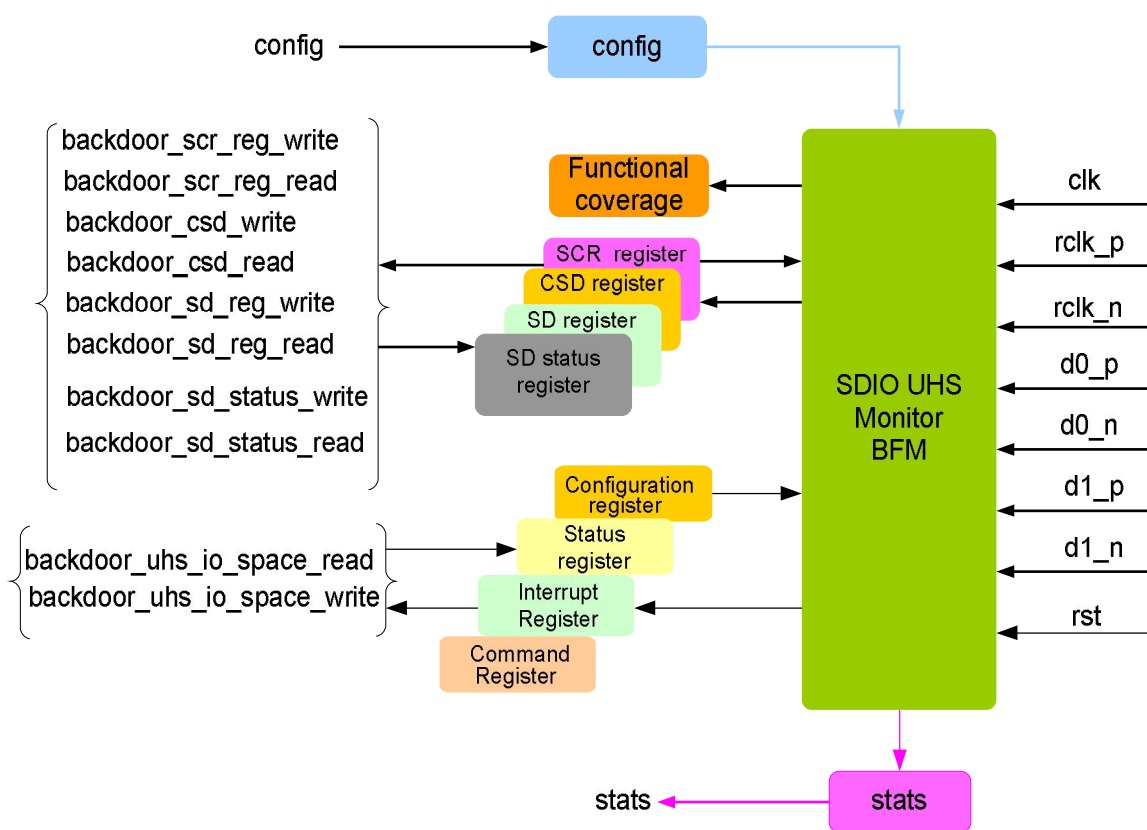 config
config
backdoor_scr_reg_write
backdoor_scr_reg_read
backdoor_csd_write
backdoor_csd_read
backdoor_sd_reg_write
backdoor_sd_reg_read
backdoor_sd_status_write
backdoor_sd_status_read
Functional
coverage
SCR register
CSD register
SD register
SD status
register
backdoor_uhs_io_space_read
backdoor_uhs_io_space_write
Configuration
register
Status
register
Interrupt
Register
Command
Register
SDIO UHS
Monitor
BFM
clk
rclk_p
rclk_n
d0_p
d0_n
d1_p
d1_n
rst
stats
stats